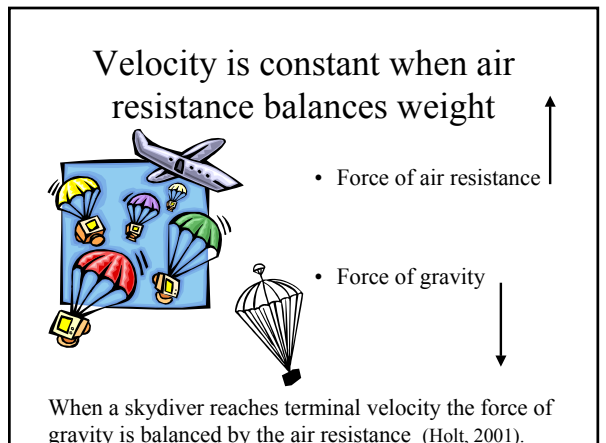 Velocity is constant when air
resistance balances weight
• Force of air resistance
• Force of gravity
When a skydiver reaches terminal velocity the force of
gravity is balanced by the air resistance (Holt, 2001).